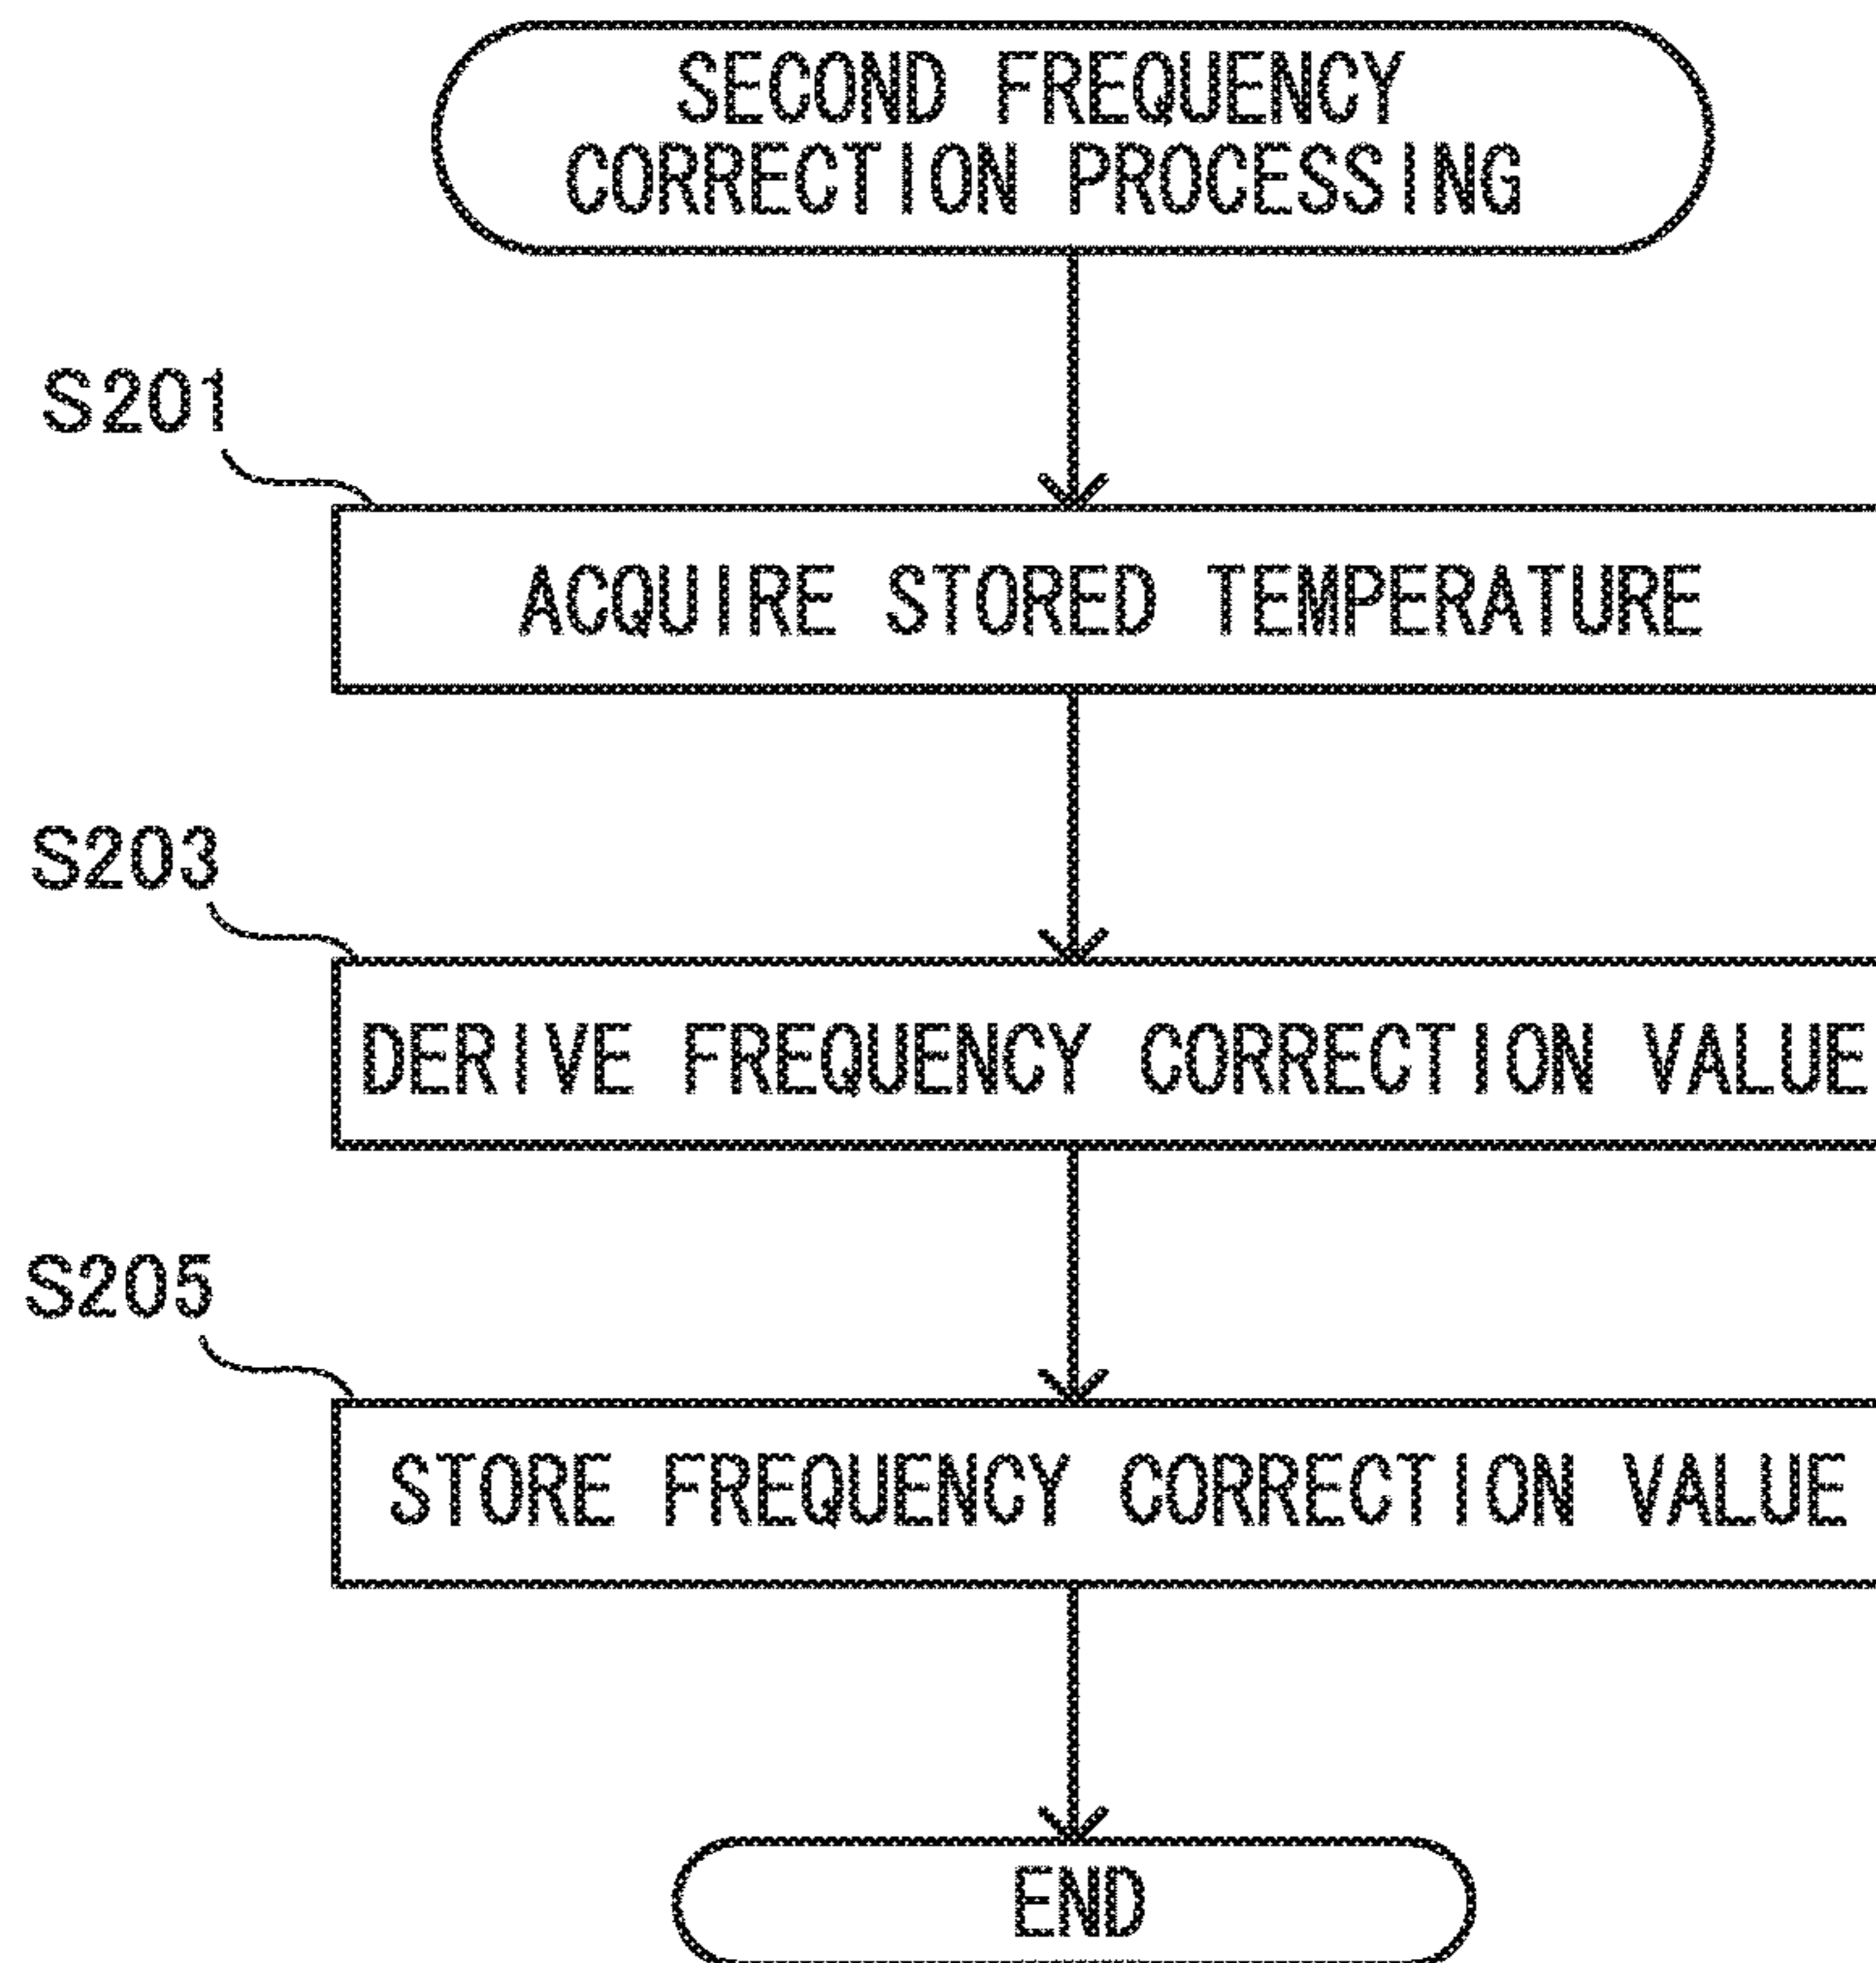 SECOND FREQUENCY
CORRECTION PROCESSING
S201
ACQUIRE STORED TEMPERATURE
S203
DERIVE FREQUENCY CORRECTION VALUE
S205
STORE FREQUENCY CORRECTION VALUE
END